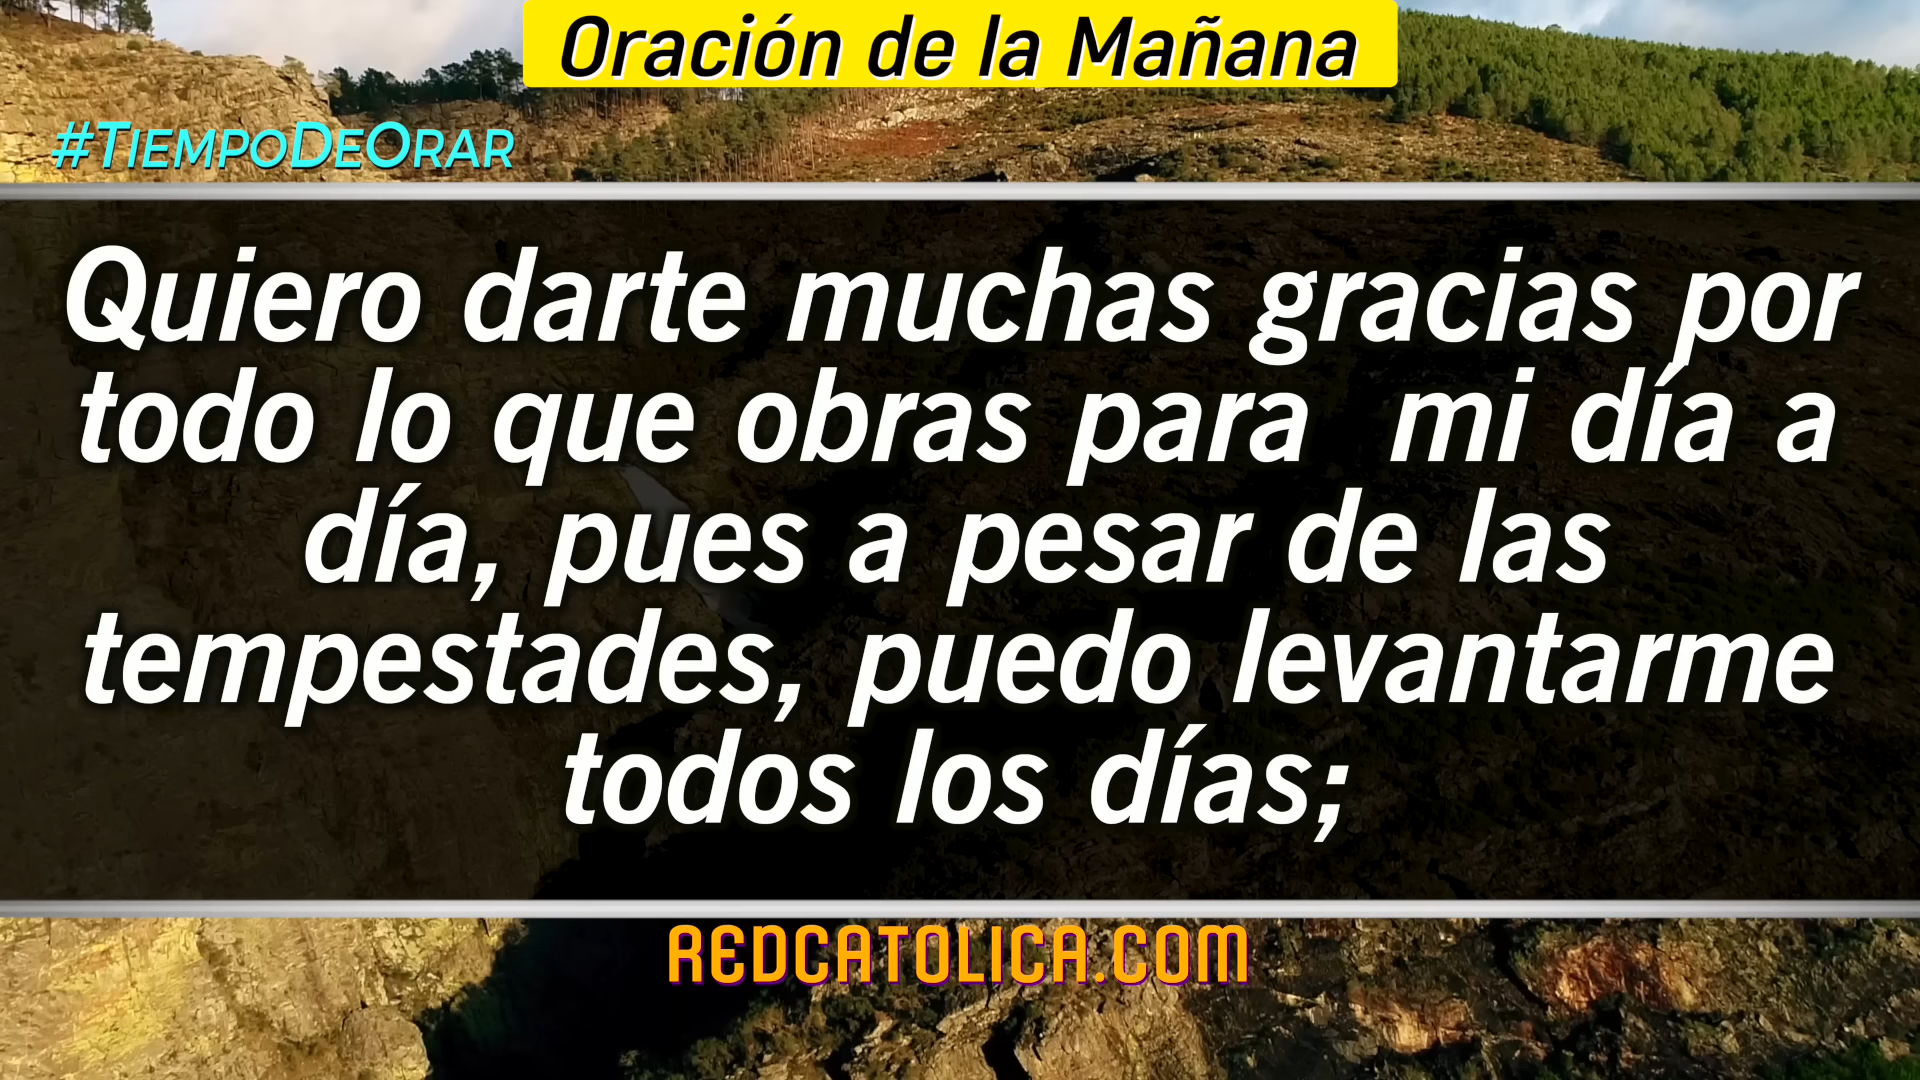 Oración de la Mañana
#TiempoDeOrar
Quiero darte muchas gracias por
todo lo que obras para mi día a
día, pues a pesar de las
tempestades, puedo levantarme
todos los días;
REDCATOLICA.COM